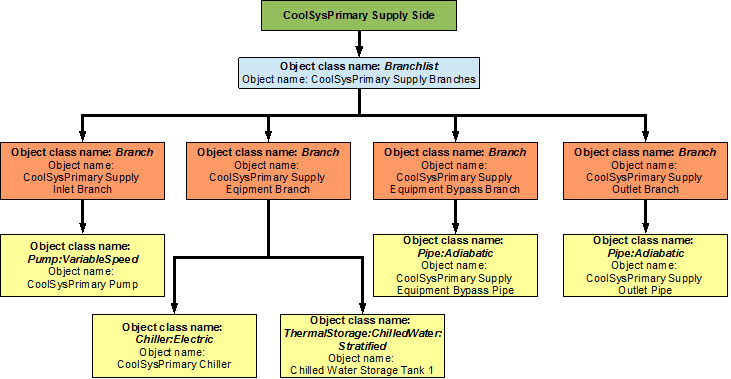 CoolSysPrimary Supply Side
Object class name: Branchlist
Object name: CoolSysPrimary Supply Branches
Object class name: Branch
Object name:
CoolSysPrimary Supply
Inlet Branch
Object class name: Branch
Object name:
CoolSysPrimary Supply
Eqipment Branch
Object class name: Branch
Object name:
CoolSysPrimary Supply
Equipment Bypass Branch
Object class name: Branch
Object name:
CoolSysPrimary Supply
Outlet Branch
Object class name:
Pump:VariableSpeed
Object name:
CoolSysPrimary Pump
Object class name:
Pipe:Adiabatic
Object name:
CoolSysPrimary Supply
Equipment Bypass Pipe
Object class name:
Pipe:Adiabatic
Object name:
CoolSysPrimary Supply
Outlet Pipe
Object class name:
Chiller:Electric
Object name:
CoolSysPrimary Chiller
Object class name:
ThermalStorage:ChilledWater:
Stratified
Object name:
Chilled Water Storage Tank 1